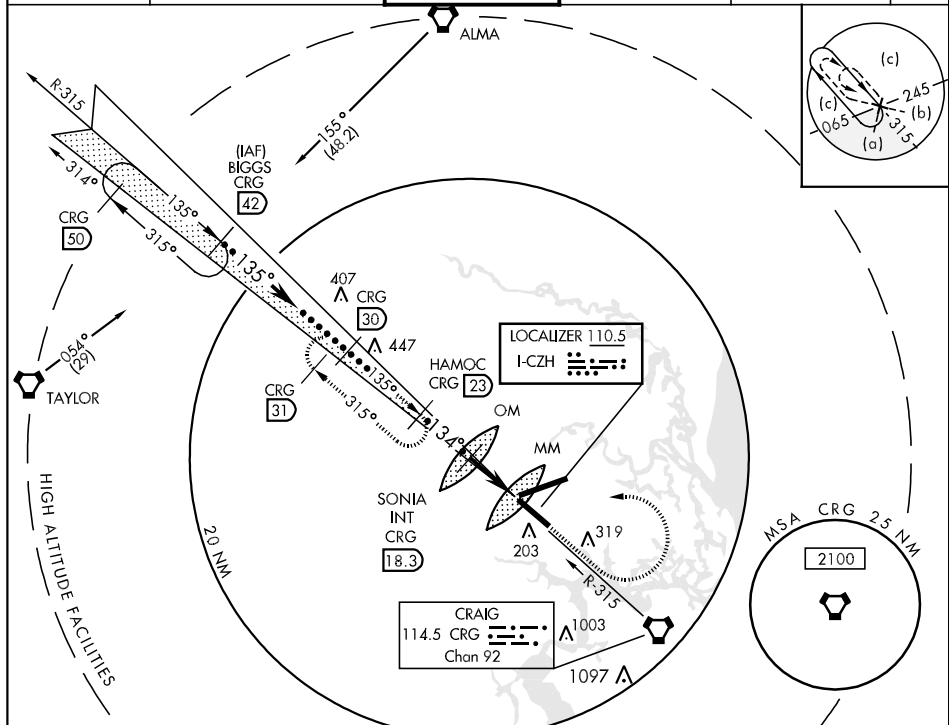 ALMA
155°
(48.2)
(c)
(c)
245
(b)
065
315
(a)
R-315
314°
(IAF)
BIGGS
CRG
42
135°
315°
CRG
50
135°
407
CRG
30
447
135°
LOCALIZER 110.5
I-CZH
HAMOC
CRG 23
054°
(29)
TAYLOR
CRG
31
315°
134°
OM
MM
SONIA
INT
CRG
18.3
203
319
R-315
MSA CRG 25 NM
2100
HIGH ALTITUDE FACILITIES
20 NM
CRAIG
114.5 CRG
Chan 92
1003
1097